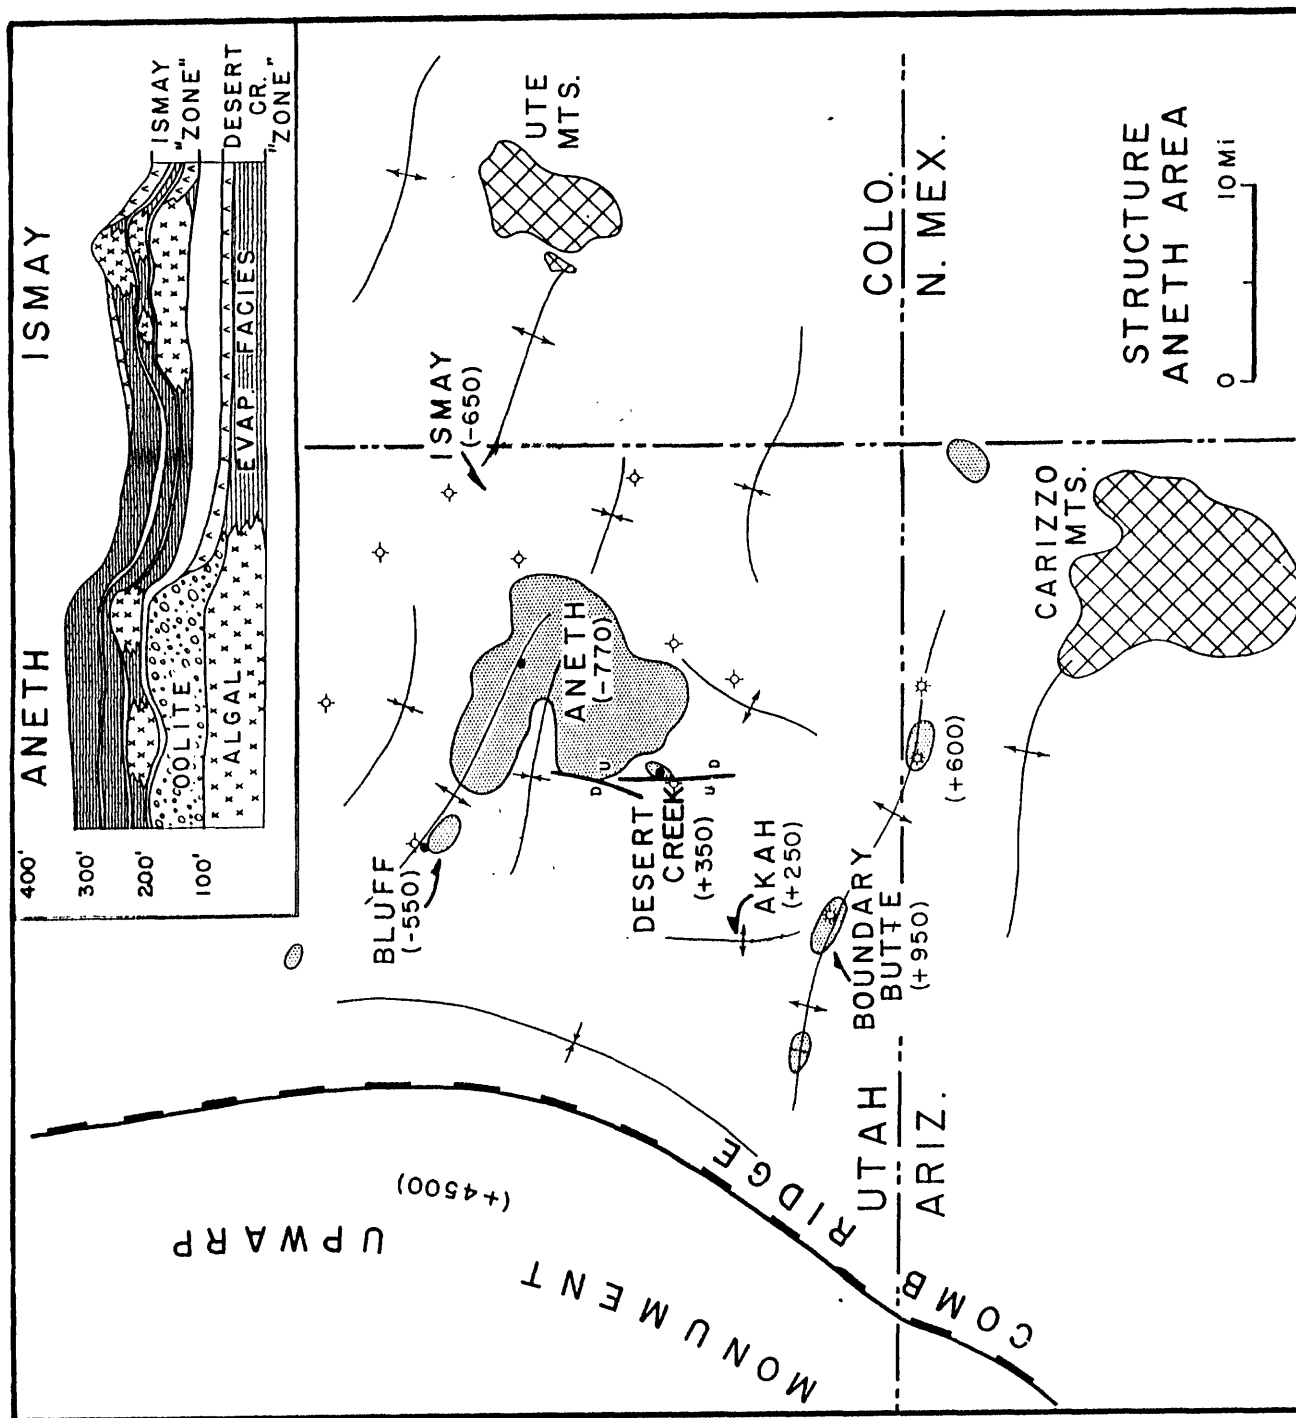 ANETH
ISMAY
400'
300'
200'
100'
OOLITE
ALGAL
EVAP. FACIES
ISMAY
"ZONE"
DESERT
CR.
"ZONE"
UTE
MTS.
ISMAY
(-650)
ANETH
(-770)
BLUFF
(-550)
D
U
U
D
DESERT
CREEK
(+350)
AKAH
(+250)
BOUNDARY
BUTTE
(+950)
(+600)
CARIZZO
MTS.
COLO.
N. MEX.
UTAH
ARIZ.
COMB RIDGE
MONUMENT
UPWARP
(+4500)
STRUCTURE
ANETH AREA
0 10 Mi